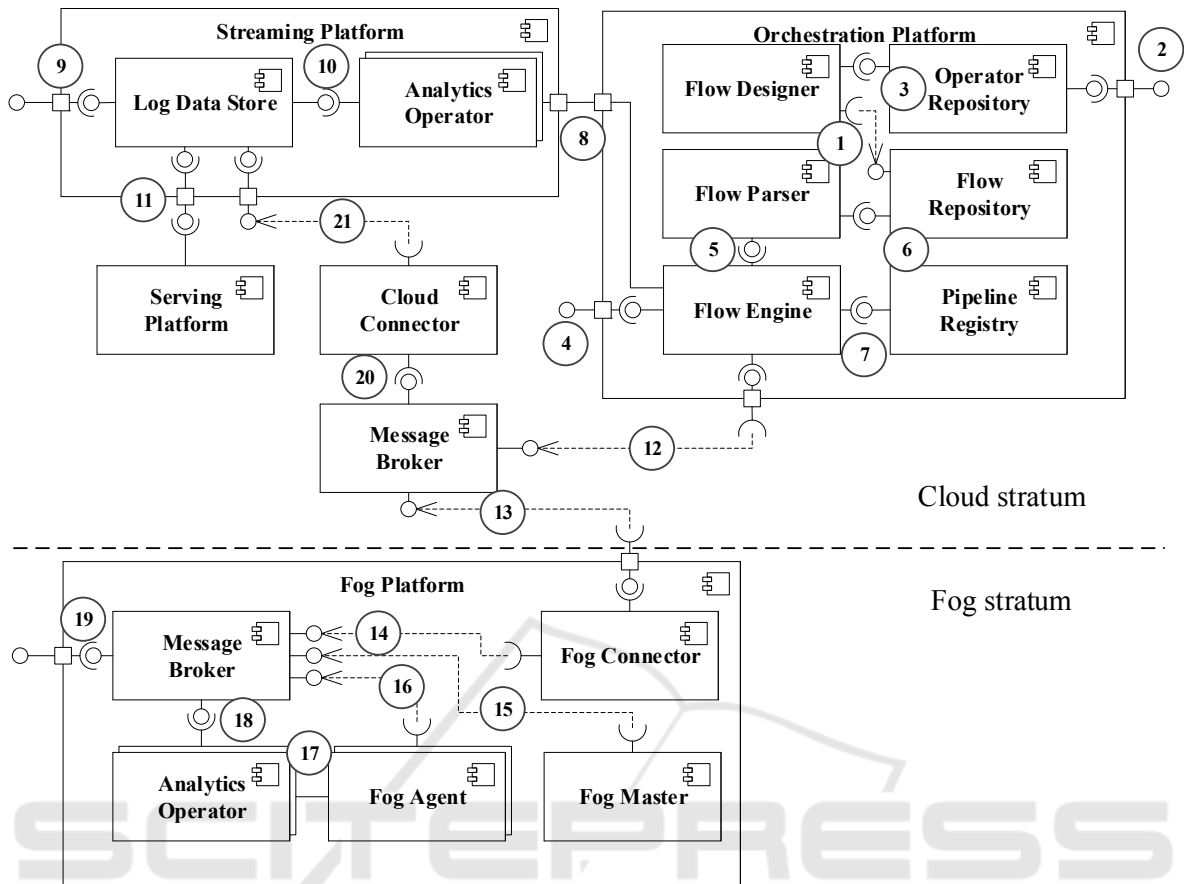 Streaming Platform
Orchestration Platform
9
10
2
Log Data Store
Analytics
Operator
Flow Designer
3
Operator
Repository
8
1
11
Flow Parser
Flow
Repository
21
5
6
Serving
Platform
Cloud
Connector
Flow Engine
Pipeline
Registry
4
7
20
Message
Broker
12
Cloud stratum
13
Fog Platform
Fog stratum
19
Message
Broker
14
Fog Connector
16
15
18
17
Analytics
Operator
Fog Agent
Fog Master
SCITEPRESS